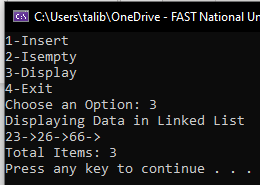 C:\Users\talib\OneDrive - FAST National Un
1-Insert
2-Isempty
3-Display
4-Exit
Choose an Option: 3
Displaying Data in Linked List
23->26->66->
Total Items: 3
Press any key to continue . . .